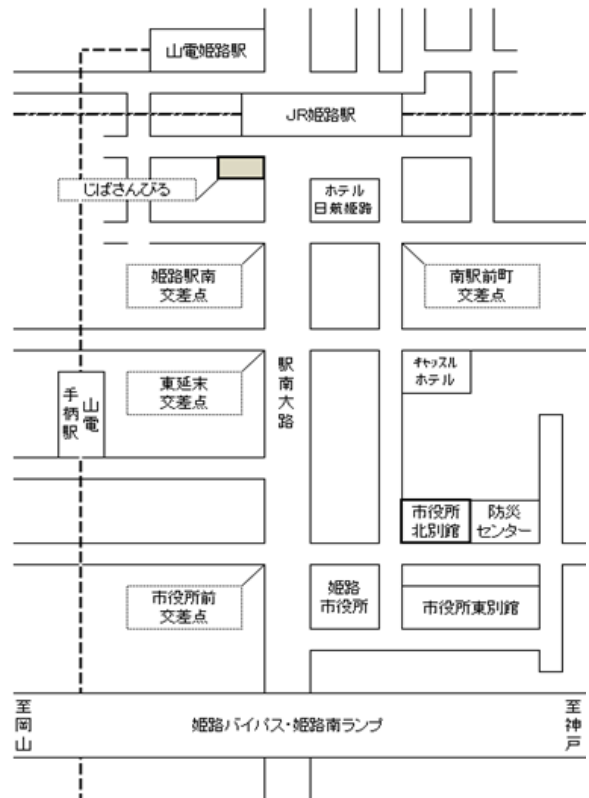 山電姫路駅
JR姫路駅
じばさんびる
ホテル
日航姫路
姫路駅南
交差点
南駅前町
交差点
駅南大路
キャッスル
ホテル
東延末
交差点
山電
手柄駅
市役所
北別館
防災
センター
市役所前
交差点
姫路
市役所
市役所東別館
至岡山
姫路バイパス・姫路南ランプ
至神戸